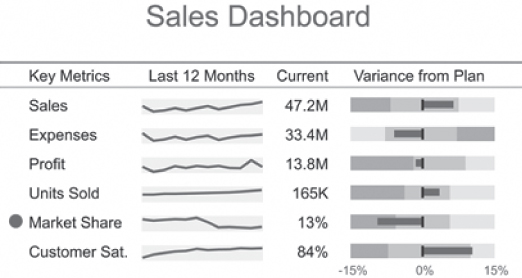 Sales Dashboard
Key Metrics Last 12 Months Current Variance from Plan
Sales 47.2M
Expenses 33.4M
Profit 13.8M
Units Sold 165K
Market Share 13%
Customer Sat. 84%
-15% 0% 15%